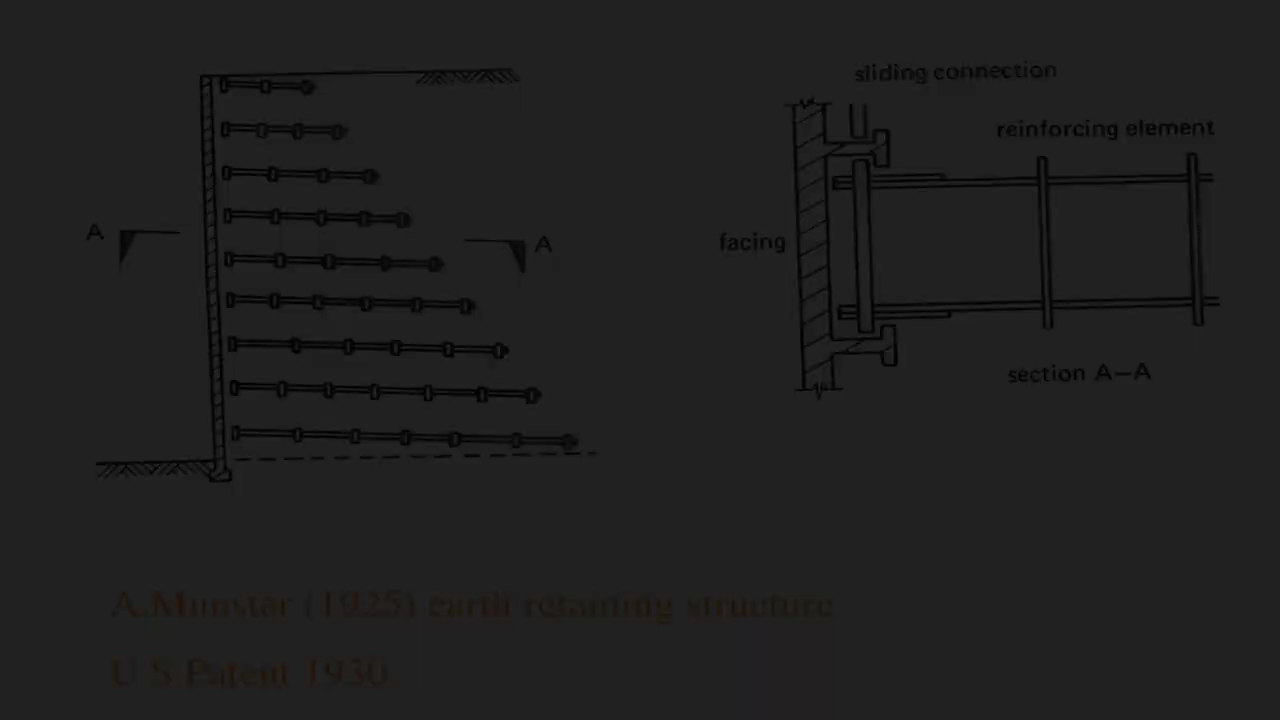 sliding connection
reinforcing element
A
A
facing
section A–A
A.Munster (1925) earth retaining structure
U S Patent 1930